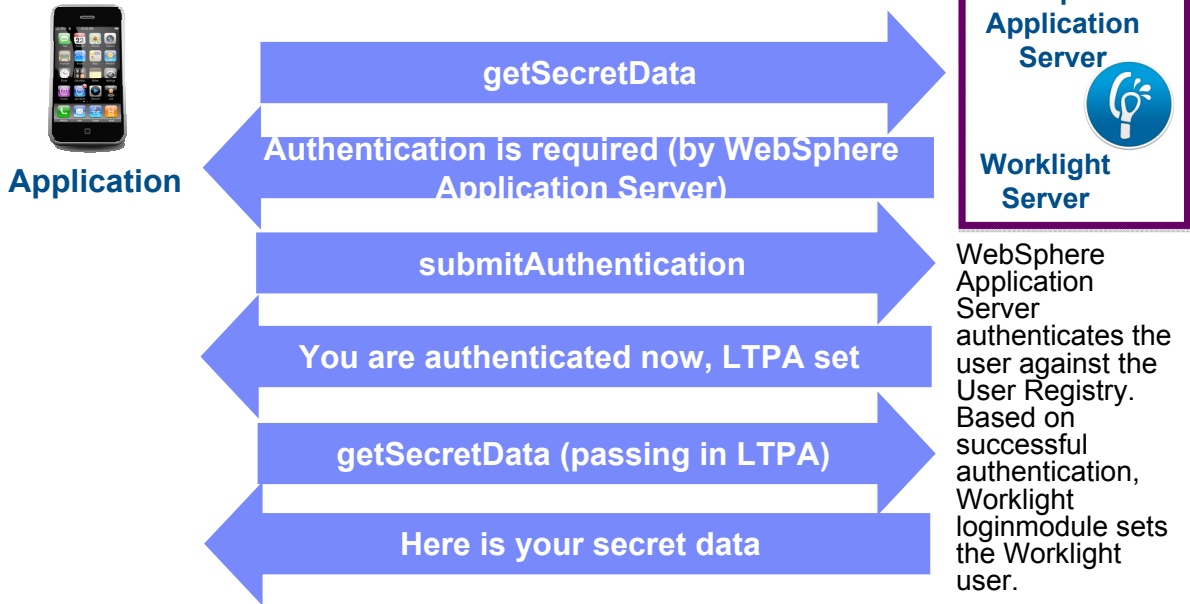 Application
Server
Worklight
Server
Application
getSecretData
Authentication is required (by WebSphere
Application Server)
submitAuthentication
You are authenticated now, LTPA set
getSecretData (passing in LTPA)
Here is your secret data
WebSphere
Application
Server
authenticates the
user against the
User Registry.
Based on
successful
authentication,
Worklight
loginmodule sets
the Worklight
user.